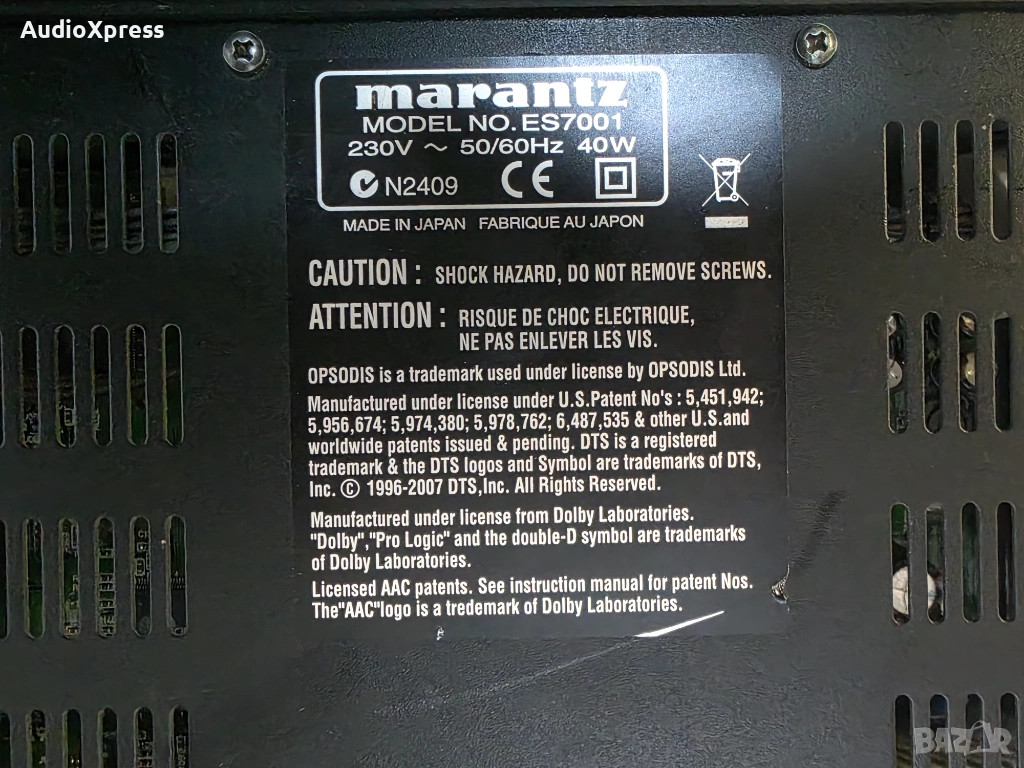 AudioXpress
marantz
MODEL NO. ES7001
230V ~ 50/60Hz 40W
N2409 CE
MADE IN JAPAN FABRIQUE AU JAPON
CAUTION : SHOCK HAZARD, DO NOT REMOVE SCREWS.
ATTENTION : RISQUE DE CHOC ELECTRIQUE,
NE PAS ENLEVER LES VIS.
OPSODIS is a trademark used under license by OPSODIS Ltd.
Manufactured under license under U.S.Patent No's : 5,451,942;
5,956,674; 5,974,380; 5,978,762; 6,487,535 & other U.S.and
worldwide patents issued & pending. DTS is a registered
trademark & the DTS logos and Symbol are trademarks of DTS,
Inc. © 1996-2007 DTS,Inc. All Rights Reserved.
Manufactured under license from Dolby Laboratories.
"Dolby","Pro Logic" and the double-D symbol are trademarks
of Dolby Laboratories.
Licensed AAC patents. See instruction manual for patent Nos.
The"AAC"logo is a trademark of Dolby Laboratories.
BAZAR